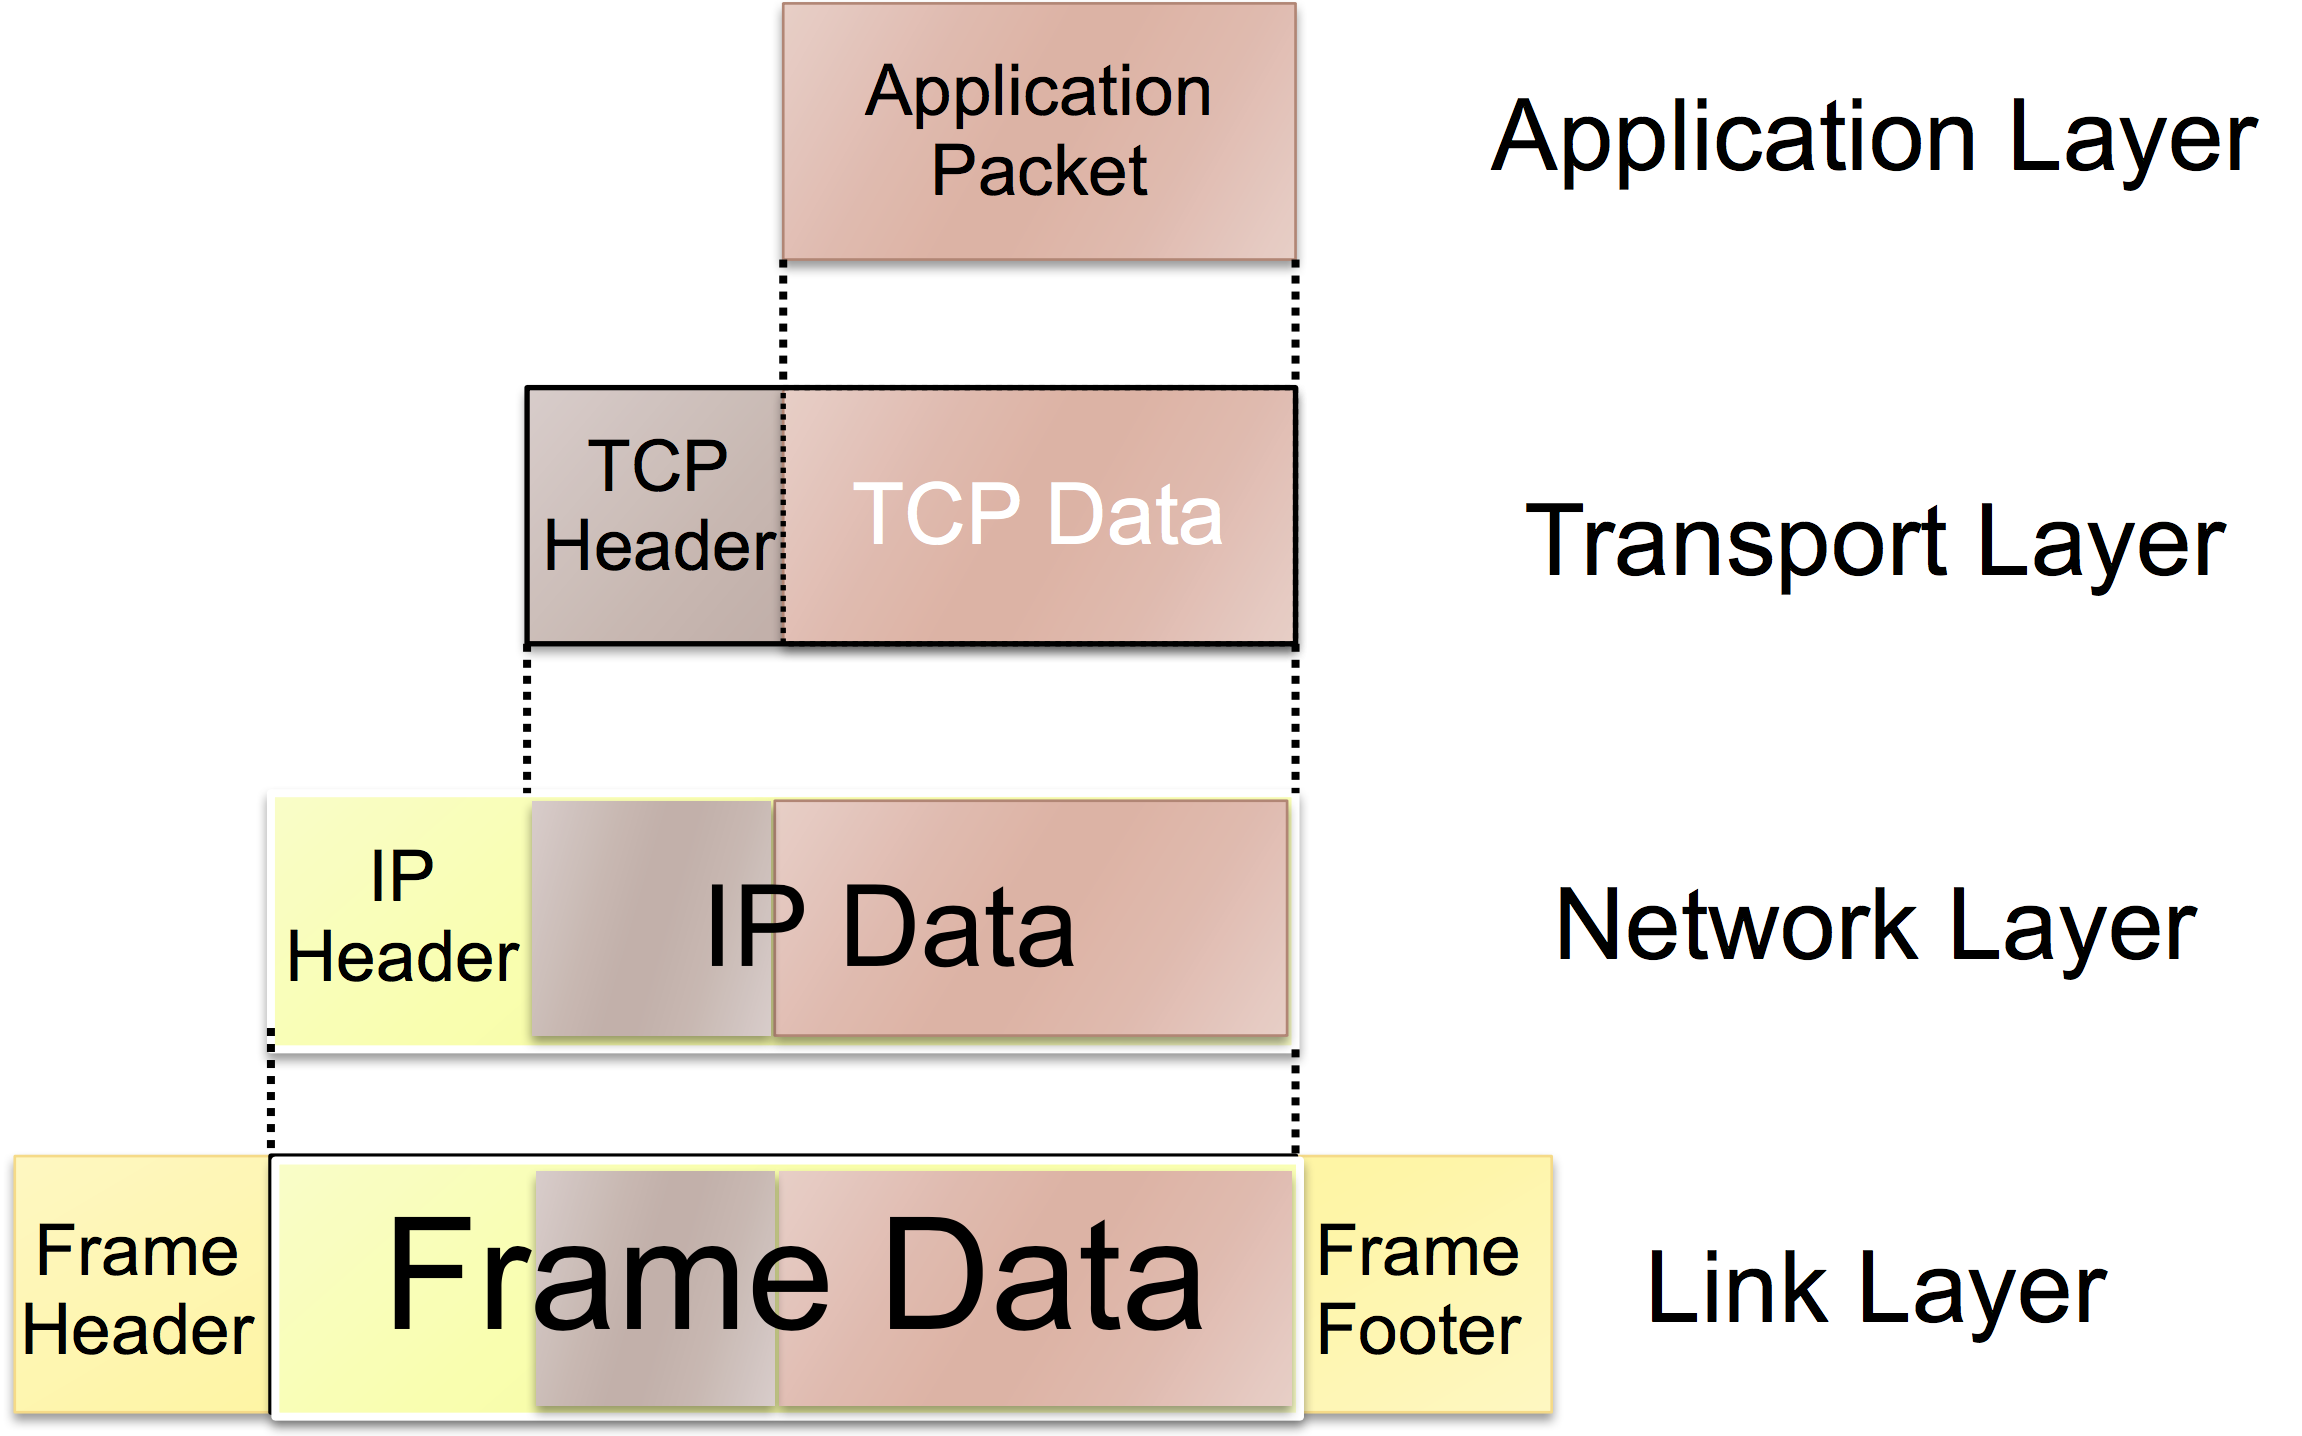 Application
Packet
Application Layer
TCP
Header
TCP Data
Transport Layer
IP
Header
IP Data
Network Layer
Frame
Header
Frame Data
Frame
Footer
Link Layer